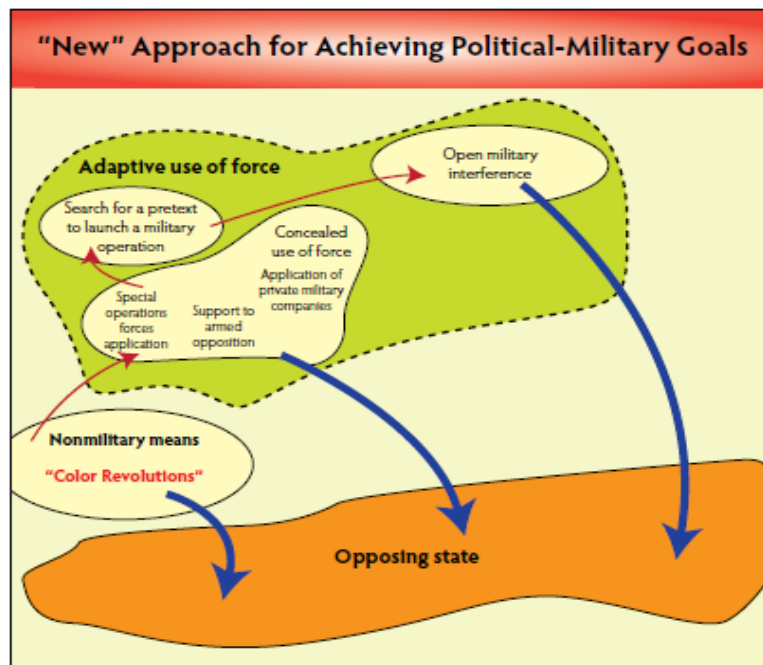 “New” Approach for Achieving Political-Military Goals
Adaptive use of force
Open military
interference
Search for a pretext
to launch a military
operation
Concealed
use of force
Application of
private military
companies
Special
operations
forces
application
Support to
armed
opposition
Nonmilitary means
“Color Revolutions”
Opposing state